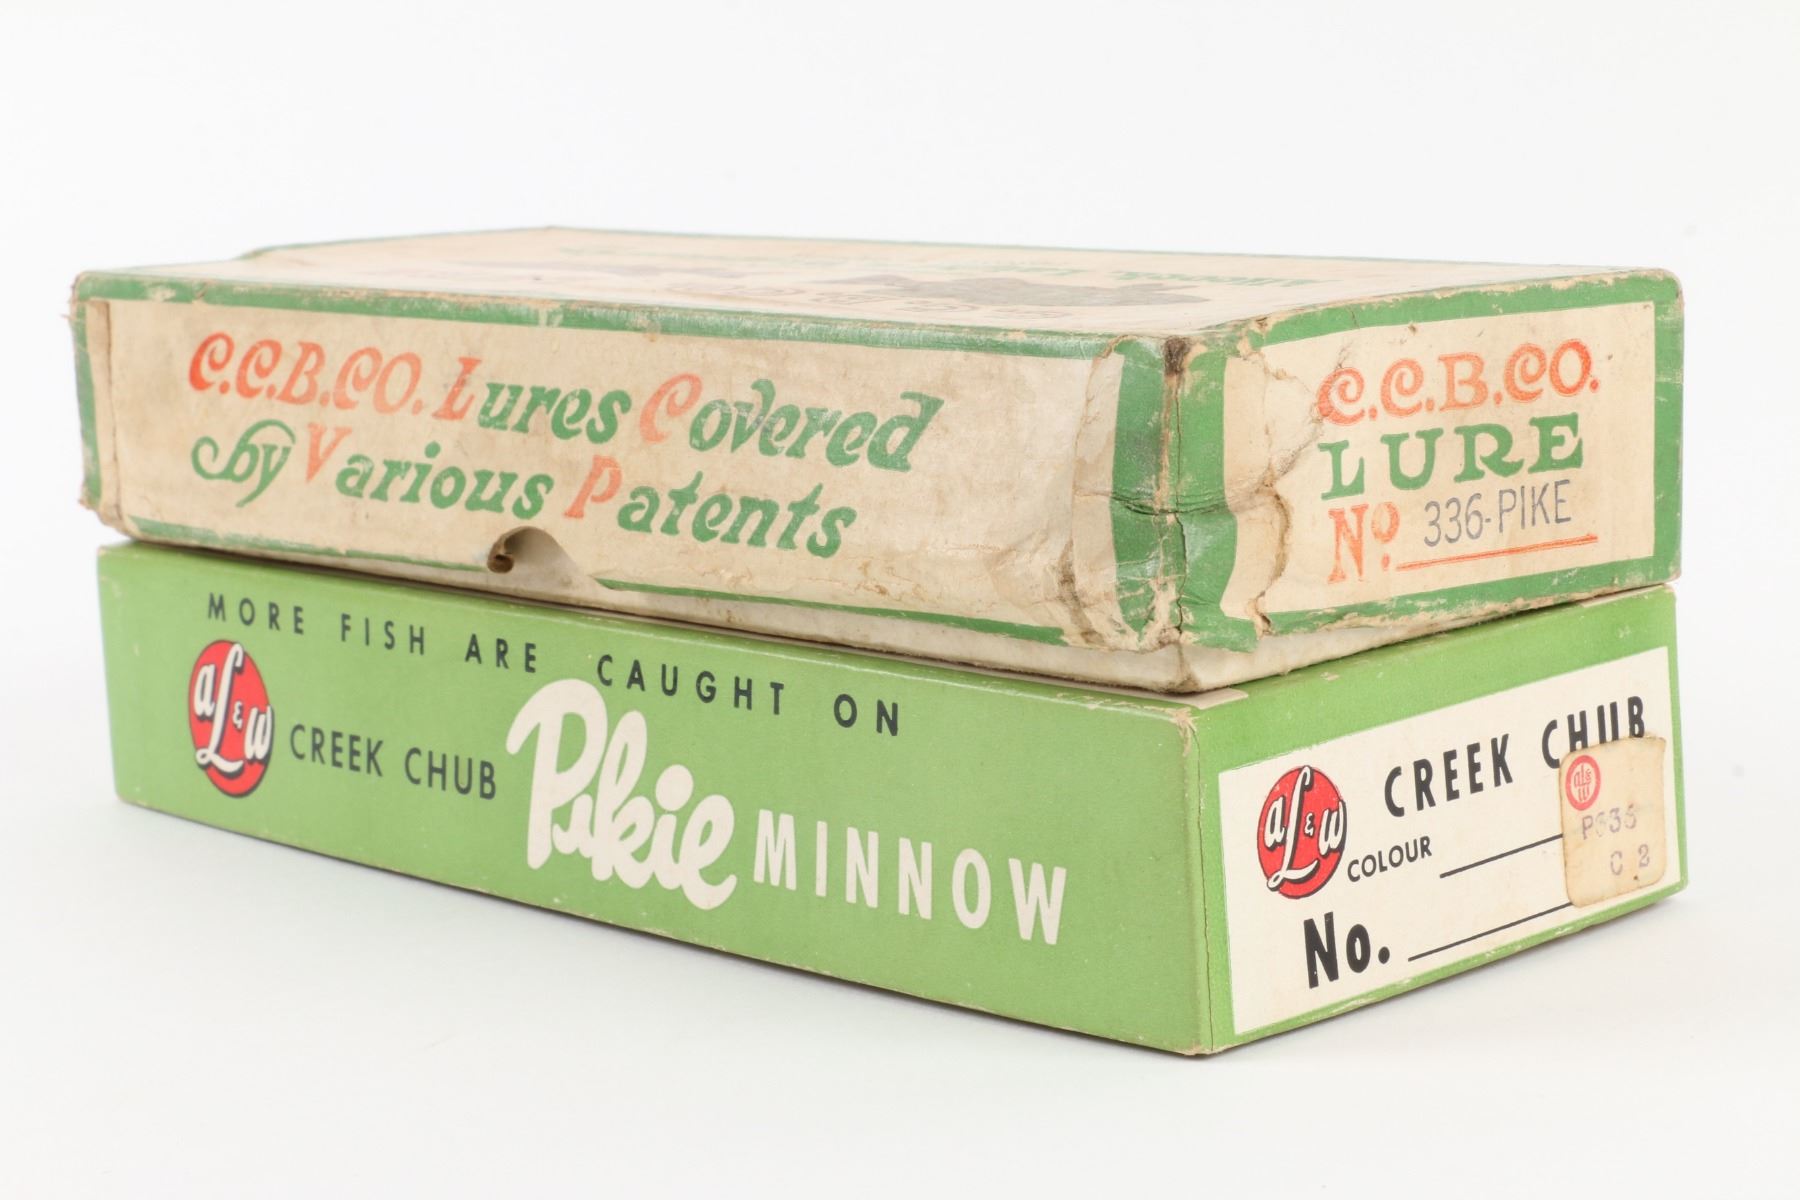 C.C.B.CO. Lures Covered
by Various Patents
C.C.B.CO.
LURE
No. 336-PIKE
MORE FISH ARE CAUGHT ON
aL&W CREEK CHUB Pikie MINNOW
aL&W CREEK CHUB
COLOUR
No.
C 2